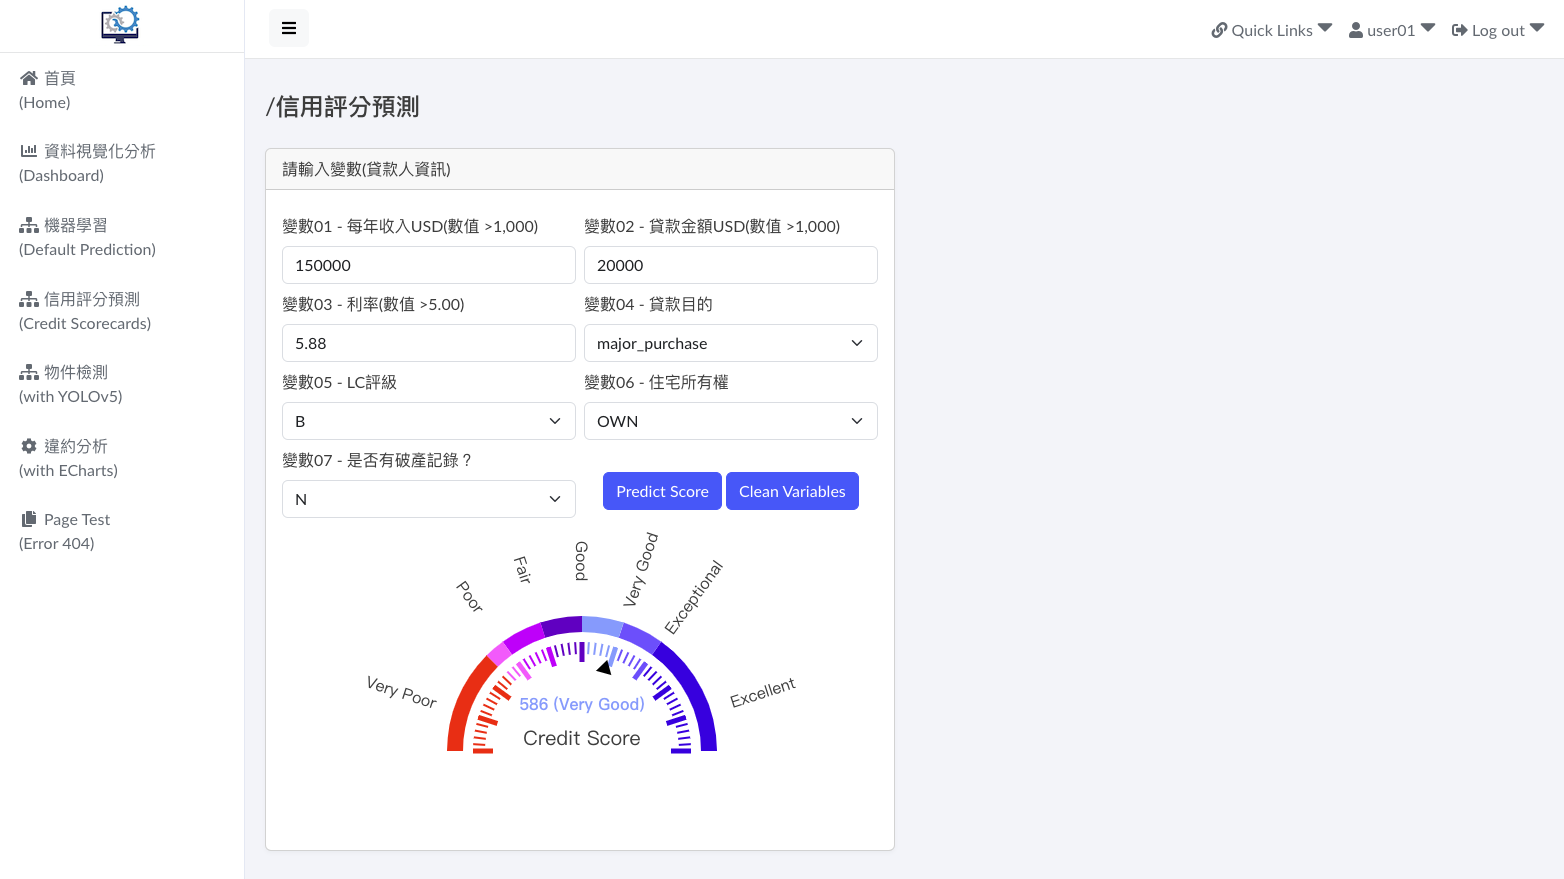 Quick Links
user01
Log out
首頁
(Home)
資料視覺化分析
(Dashboard)
機器學習
(Default Prediction)
信用評分預測
(Credit Scorecards)
物件檢測
(with YOLOv5)
違約分析
(with ECharts)
Page Test
(Error 404)
/信用評分預測
請輸入變數(貸款人資訊)
變數01 - 每年收入USD(數值 >1,000)
150000
變數02 - 貸款金額USD(數值 >1,000)
20000
變數03 - 利率(數值 >5.00)
5.88
變數04 - 貸款目的
major_purchase
變數05 - LC評級
B
變數06 - 住宅所有權
OWN
變數07 - 是否有破產記錄？
N
Predict Score
Clean Variables
Very Poor
Poor
Fair
Good
Very Good
Exceptional
Excellent
586 (Very Good)
Credit Score